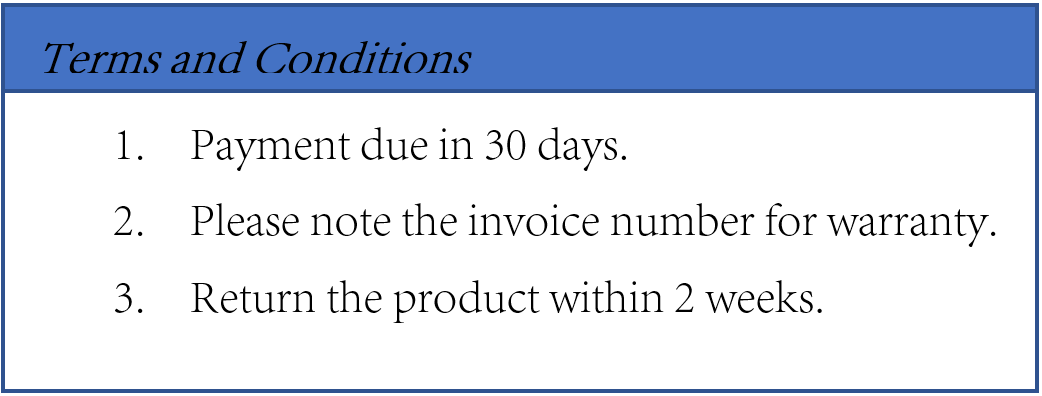 Terms and Conditions
1. Payment due in 30 days.
2. Please note the invoice number for warranty.
3. Return the product within 2 weeks.